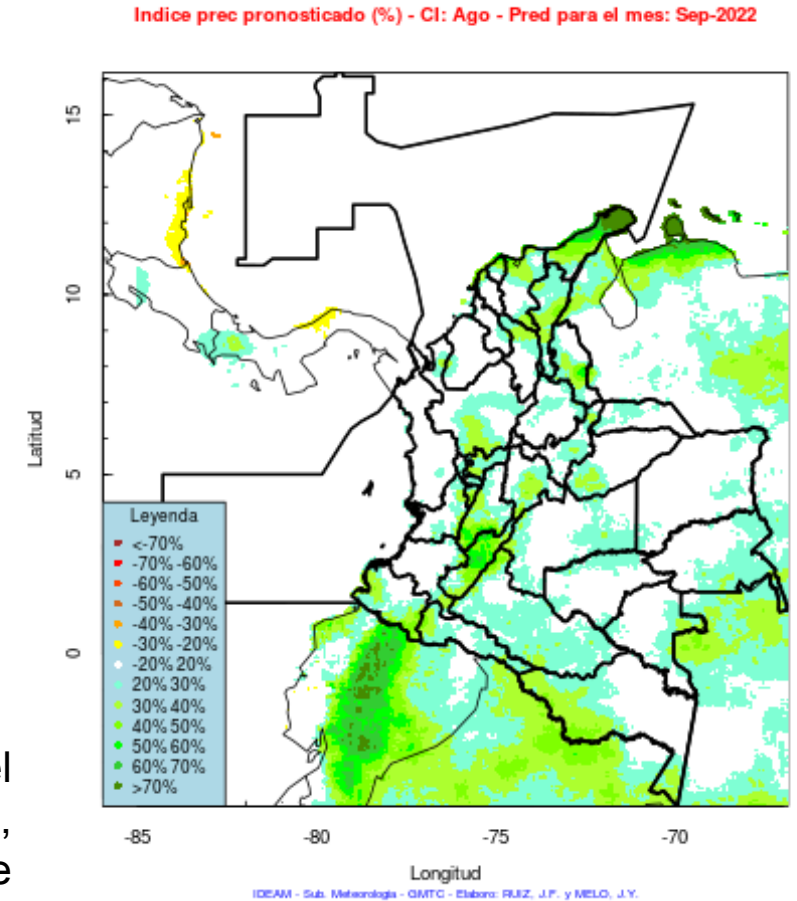 Indice prec pronosticado (%) - CI: Ago - Pred para el mes: Sep-2022
15
10
5
0
Latitud
Leyenda
<-70%
-70% -60%
-60% -50%
-50% -40%
-40% -30%
-30% -20%
-20% 20%
20% 30%
30% 40%
40% 50%
50% 60%
60% 70%
>70%
el
,
e
-85 -80 -75 -70
Longitud
IDEAM - Sub. Meteorologia - GMTC - Elaboro: RUIZ, J.F. y MELO, J.Y.